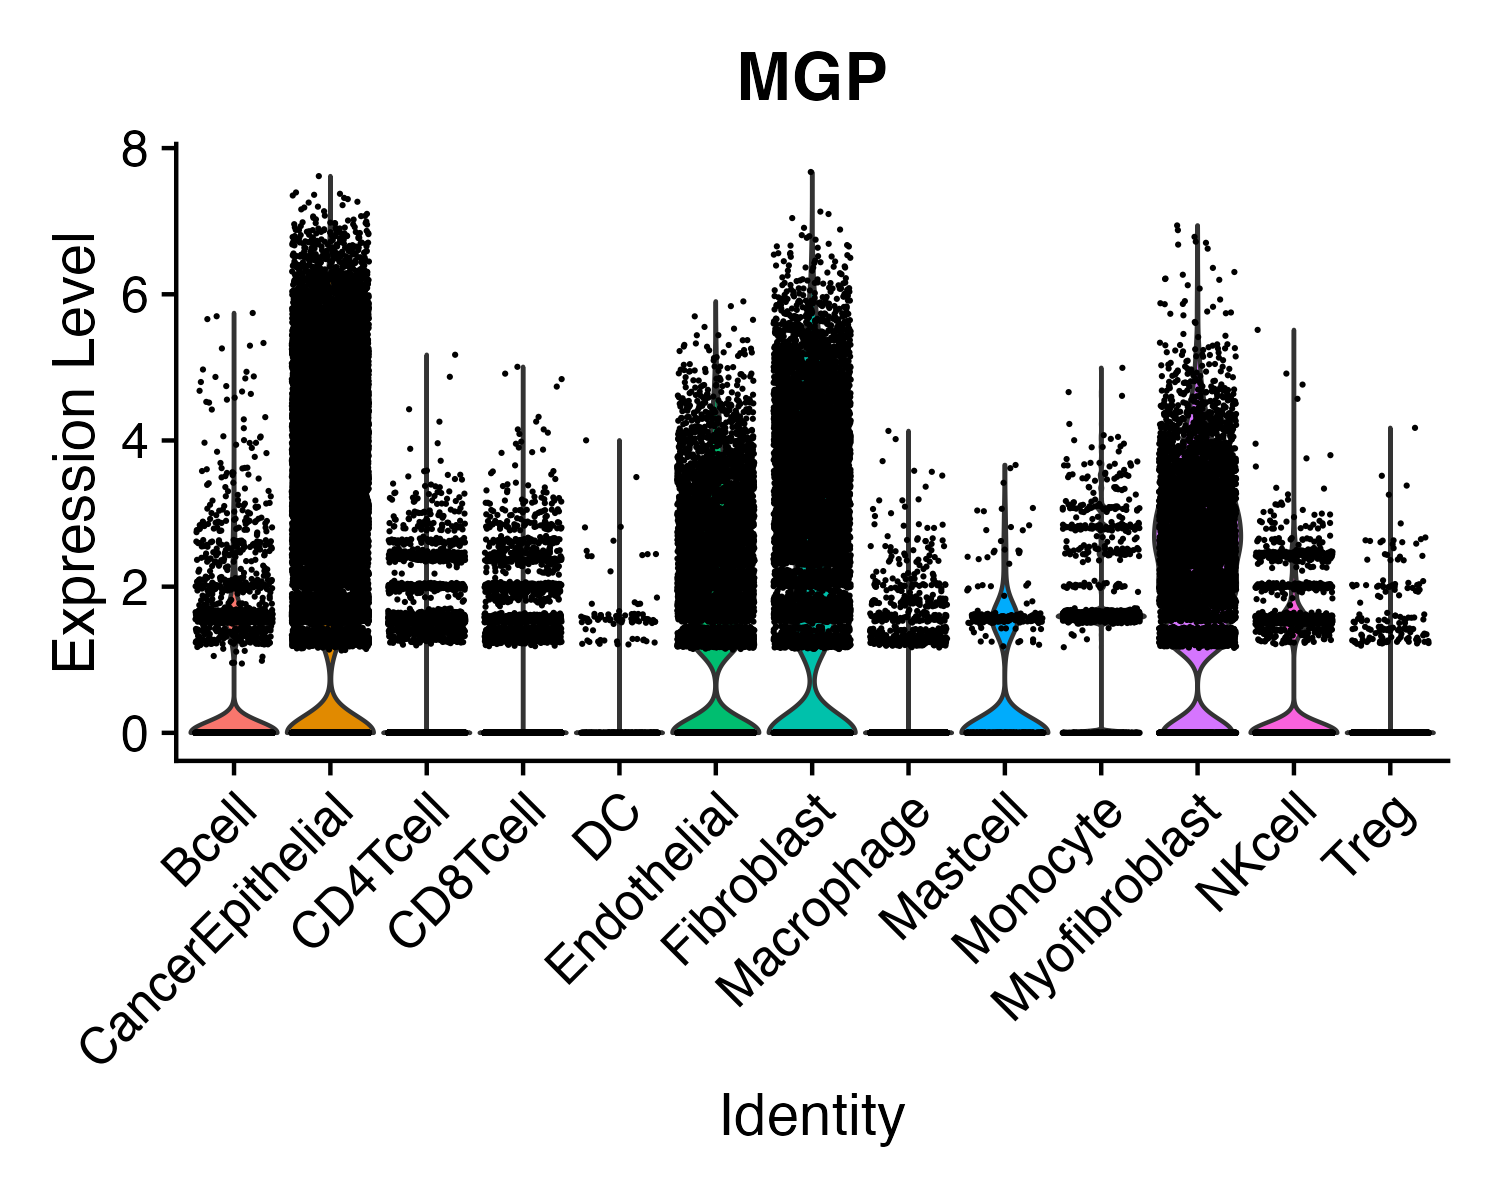 MGP
Expression Level
8
6
4
2
0
Bcell
CancerEpithelial
CD4Tcell
CD8Tcell
DC
Endothelial
Fibroblast
Macrophage
Mastcell
Monocyte
Myofibroblast
NKcell
Treg
Identity